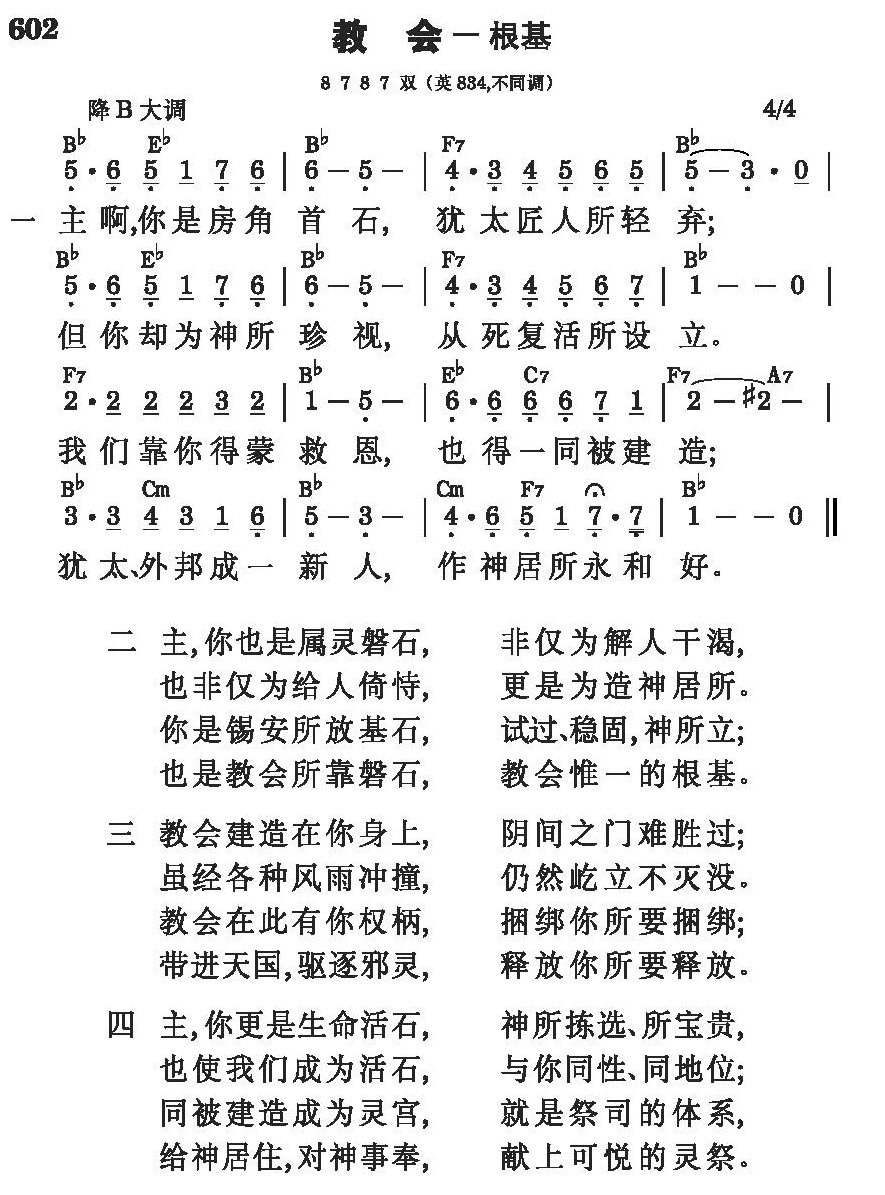 602
教 会 － 根基
8 7 8 7 双（英 834,不同调）
降 B 大调 4/4
B♭ E♭ B♭ F7 B♭
5·6 5 1 7 6 | 6 － 5 － | 4·3 4 5 6 5 | 5 － 3 · 0 |
一 主啊,你是房角首石, 犹太匠人所轻弃;
B♭ E♭ B♭ F7 B♭
5·6 5 1 7 6 | 6 － 5 － | 4·3 4 5 6 7 | 1 － － 0 |
但你却为神所珍视, 从死复活所设立。
F7 B♭ E♭ C7 F7 A7
2·2 2 2 3 2 | 1 － 5 － | 6·6 6 6 7 1 | 2 － ♯2 － |
我们靠你得蒙救恩, 也得一同被建造;
B♭ Cm B♭ Cm F7 B♭
3·3 4 3 1 6 | 5 － 3 － | 4·6 5 1 7·7 | 1 － － 0 ‖
犹太、外邦成一新人, 作神居所永和好。
二 主,你也是属灵磐石, 非仅为解人干渴,
也非仅为给人倚恃, 更是为造神居所。
你是锡安所放基石, 试过、稳固,神所立;
也是教会所靠磐石, 教会惟一的根基。
三 教会建造在你身上, 阴间之门难胜过;
虽经各种风雨冲撞, 仍然屹立不灭没。
教会在此有你权柄, 捆绑你所要捆绑;
带进天国,驱逐邪灵, 释放你所要释放。
四 主,你更是生命活石, 神所拣选、所宝贵,
也使我们成为活石, 与你同性、同地位;
同被建造成为灵宫, 就是祭司的体系,
给神居住,对神事奉, 献上可悦的灵祭。